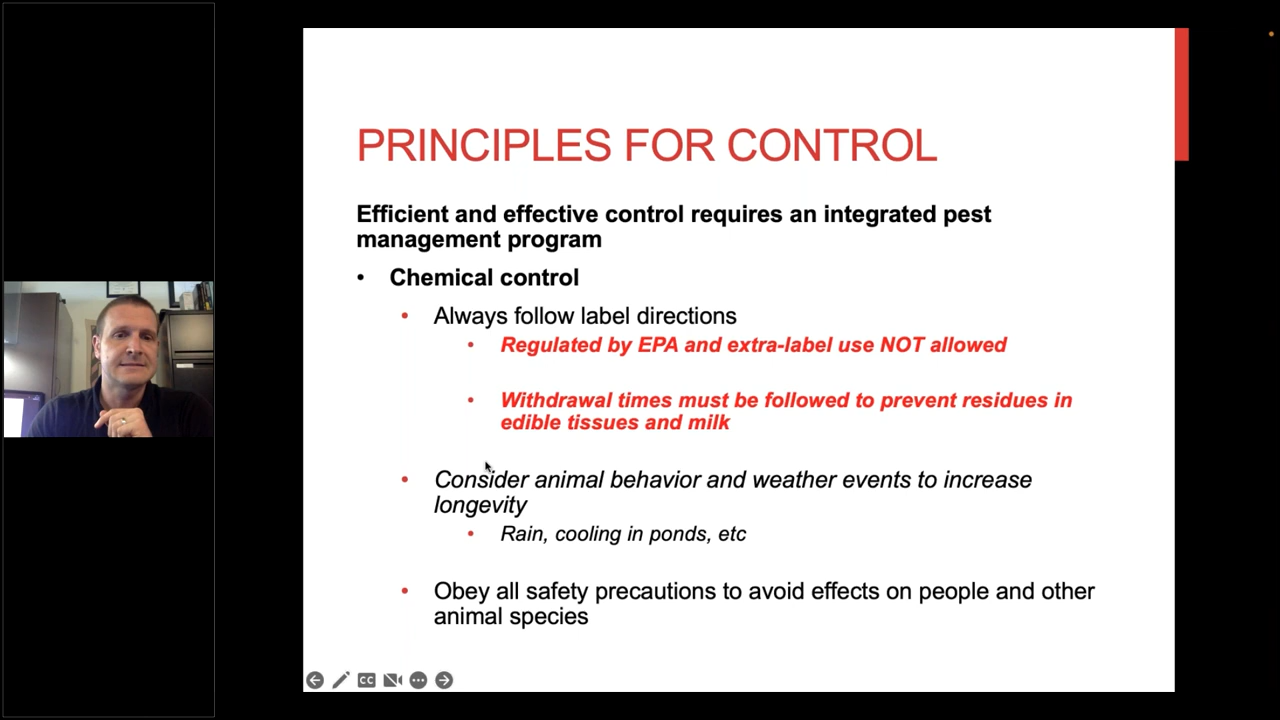 PRINCIPLES FOR CONTROL
Efficient and effective control requires an integrated pest
management program
• Chemical control
• Always follow label directions
• Regulated by EPA and extra-label use NOT allowed
• Withdrawal times must be followed to prevent residues in
edible tissues and milk
• Consider animal behavior and weather events to increase
longevity
• Rain, cooling in ponds, etc
• Obey all safety precautions to avoid effects on people and other
animal species
CC